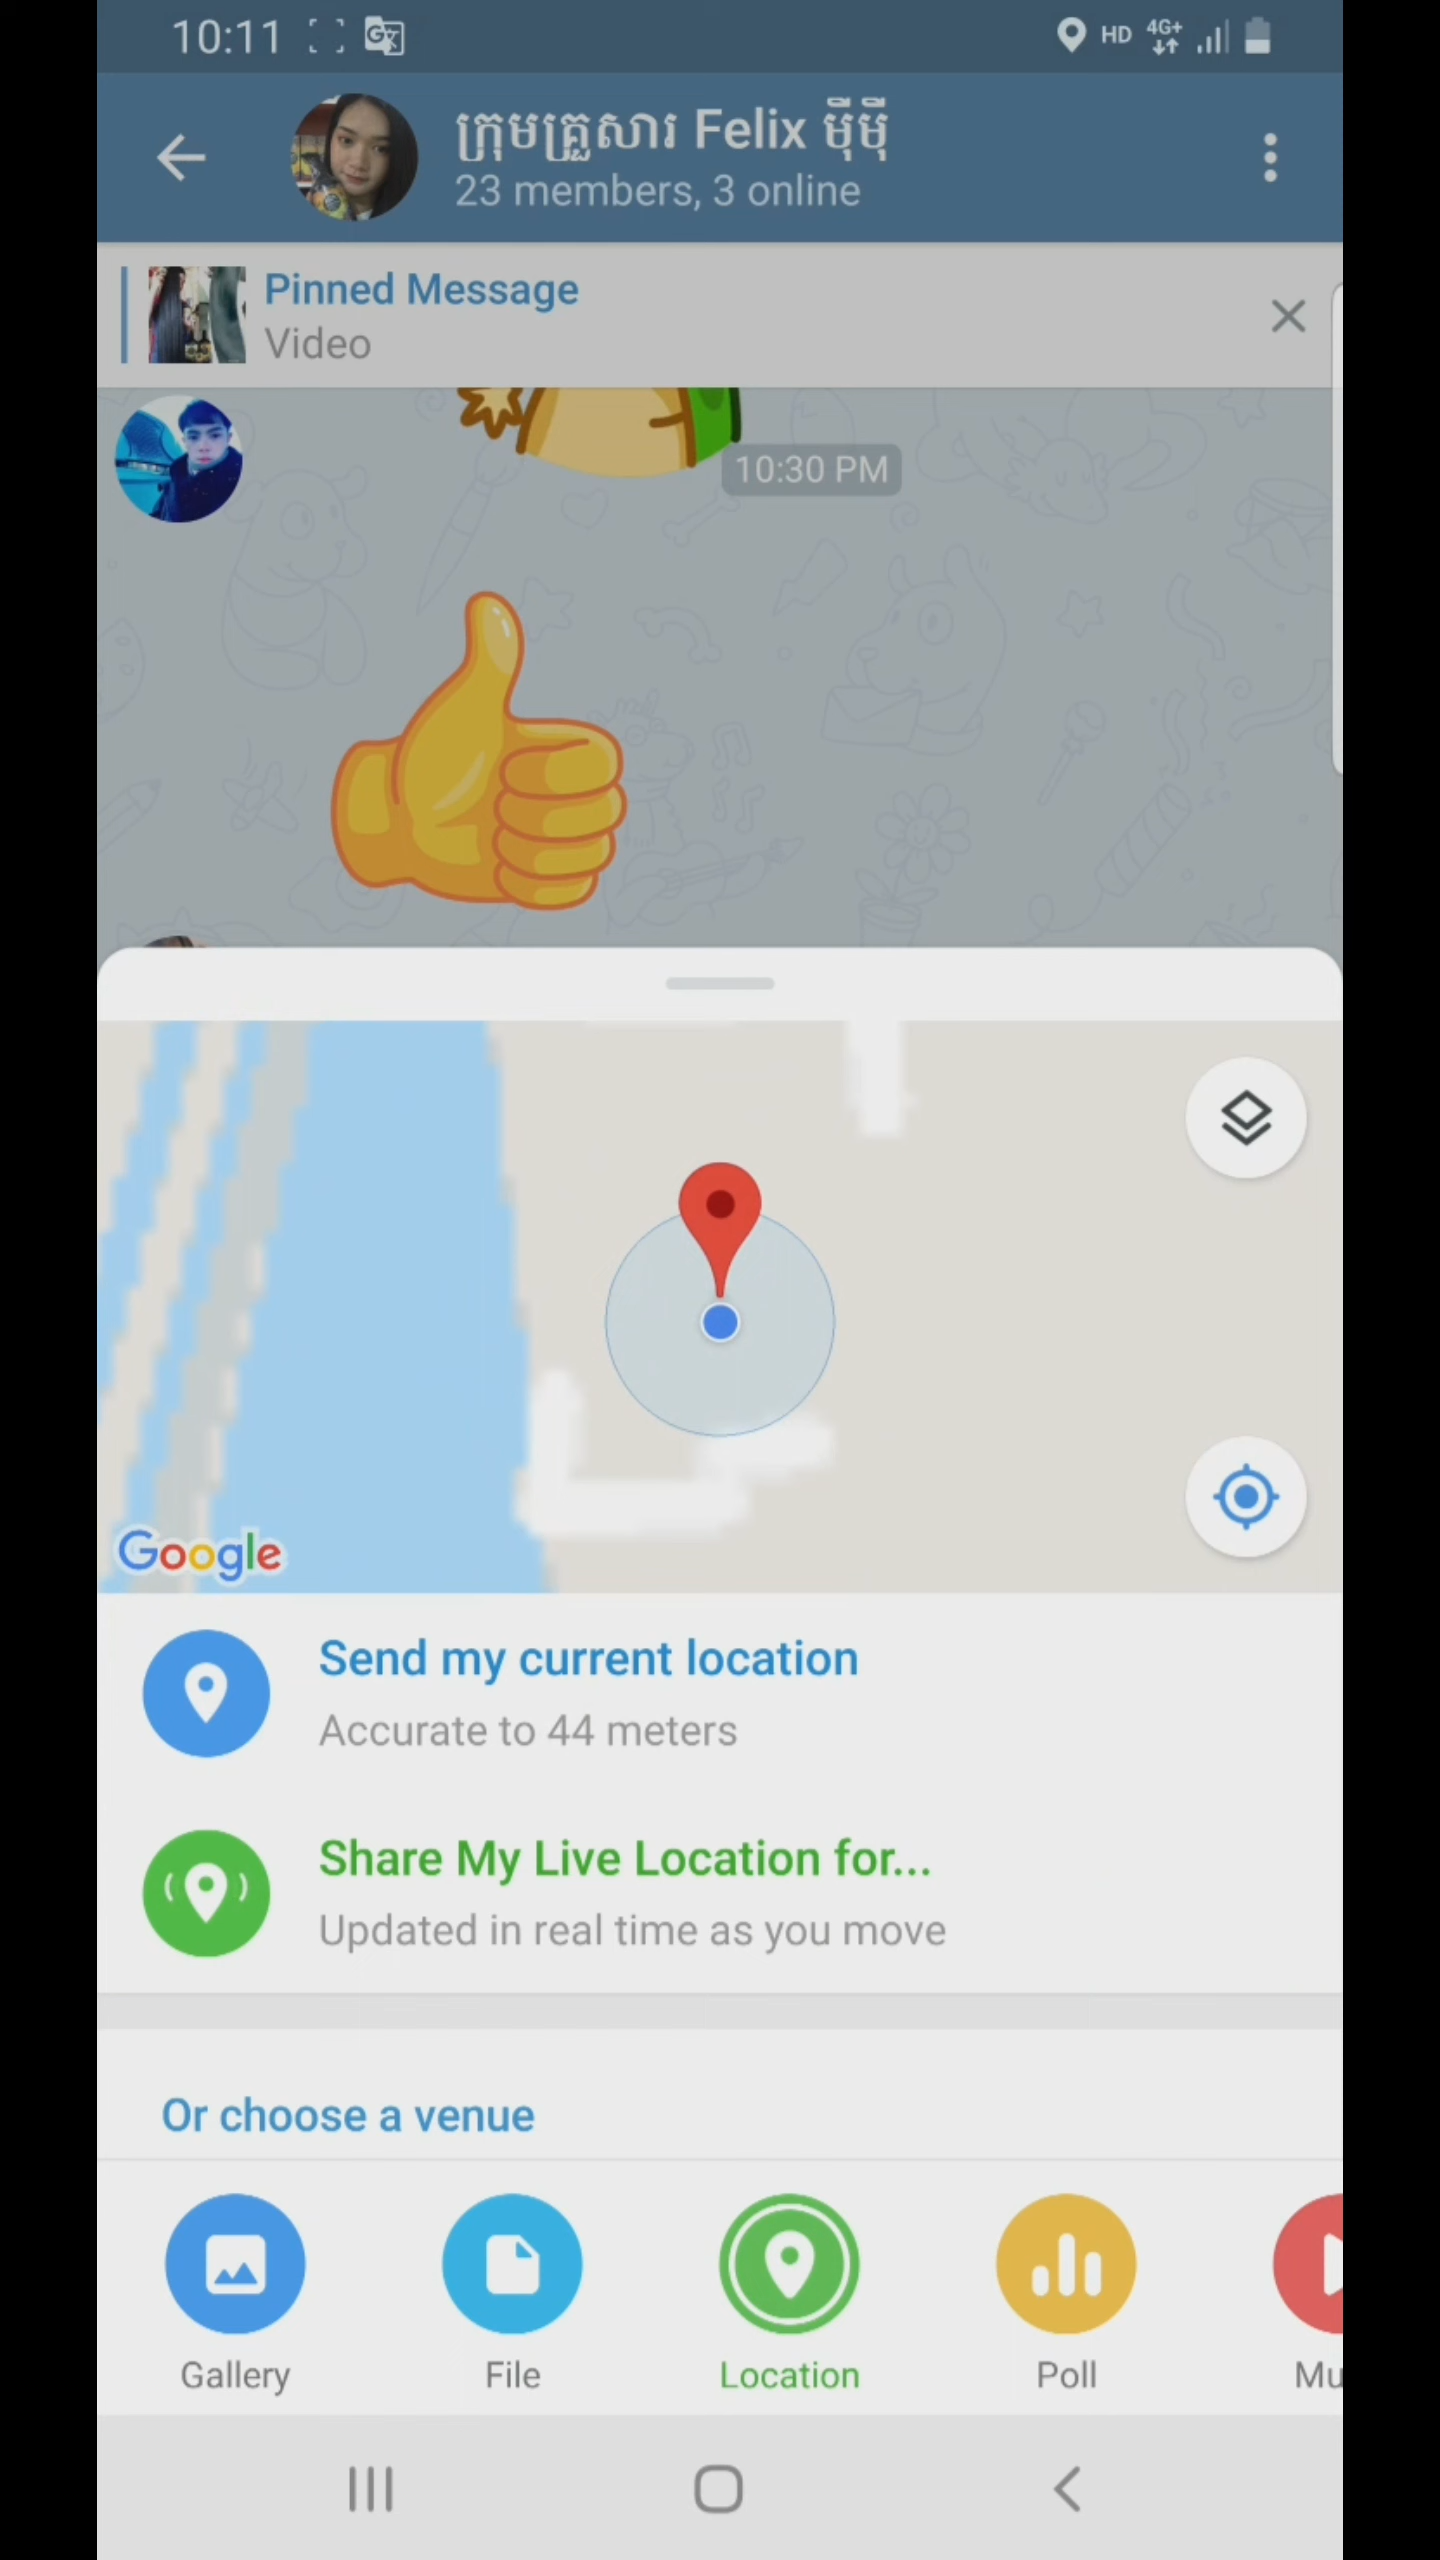 10:11
HD 4G+
ក្រុមគ្រួសារ Felix ម៉ីម៉ី
23 members, 3 online
Pinned Message
Video
10:30 PM
Google
Send my current location
Accurate to 44 meters
Share My Live Location for...
Updated in real time as you move
Or choose a venue
Gallery File Location Poll Mu